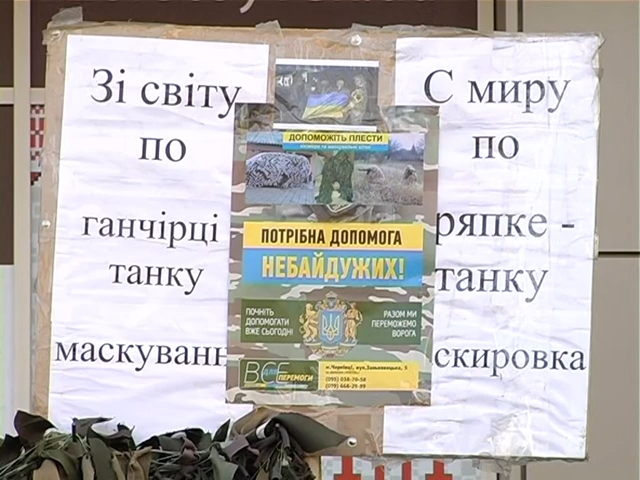 Зі світу
по
ганчірці
танку
маскуванн
ДОПОМОЖІТЬ ПЛЕСТИ
ПОТРІБНА ДОПОМОГА
НЕБАЙДУЖИХ!
ПОЧНІТЬ
ДОПОМАГАТИ
ВЖЕ СЬОГОДНІ
РАЗОМ МИ
ПЕРЕМОЖЕМО
ВОРОГА
ВСЕ ДЛЯ
ПЕРЕМОГИ
С миру
по
ряпке -
танку
скировка